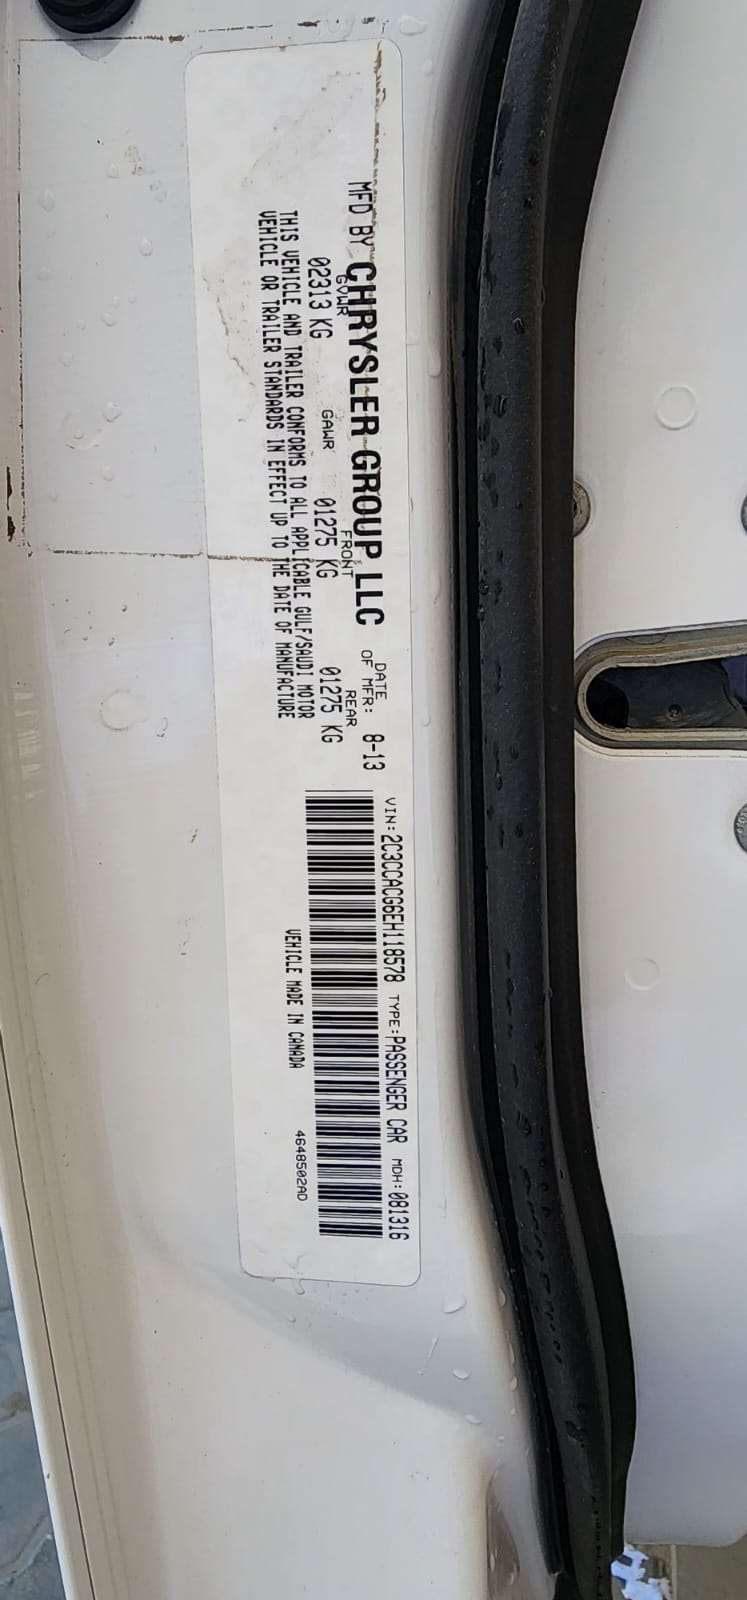 MFD BY CHRYSLER GROUP LLC DATE OF MFR: 8-13 VIN: 2C3CCACG6EH118578 TYPE: PASSENGER CAR MDH: 081316
GVWR GAWR FRONT REAR
02313 KG 01275 KG 01275 KG
THIS VEHICLE AND TRAILER CONFORMS TO ALL APPLICABLE GULF/SAUDI MOTOR
VEHICLE OR TRAILER STANDARDS IN EFFECT UP TO THE DATE OF MANUFACTURE
VEHICLE MADE IN CANADA 4648502AD